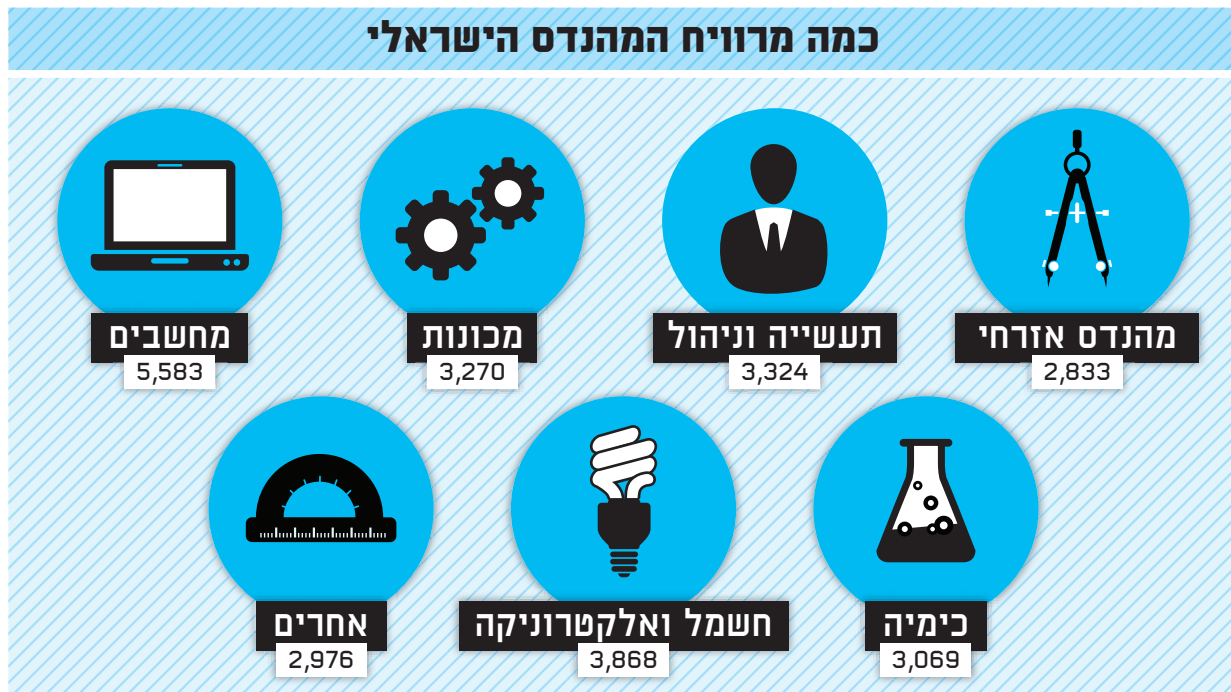 כמה מרוויח המהנדס הישראלי
מהנדס אזרחי
2,833
תעשייה וניהול
3,324
מכונות
3,270
מחשבים
5,583
כימיה
3,069
חשמל ואלקטרוניקה
3,868
אחרים
2,976